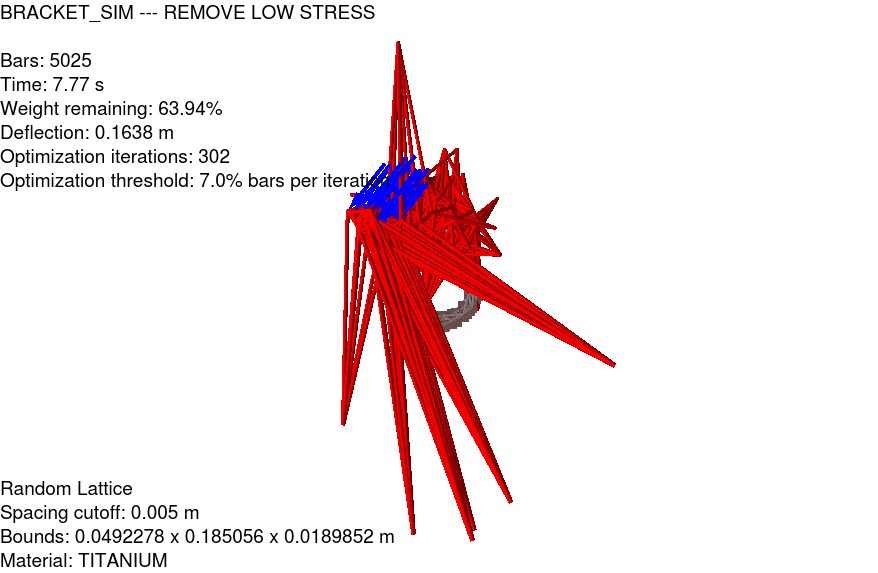 BRACKET_SIM --- REMOVE LOW STRESS
Bars: 5025
Time: 7.77 s
Weight remaining: 63.94%
Deflection: 0.1638 m
Optimization iterations: 302
Optimization threshold: 7.0% bars per iteration
Random Lattice
Spacing cutoff: 0.005 m
Bounds: 0.0492278 x 0.185056 x 0.0189852 m
Material: TITANIUM